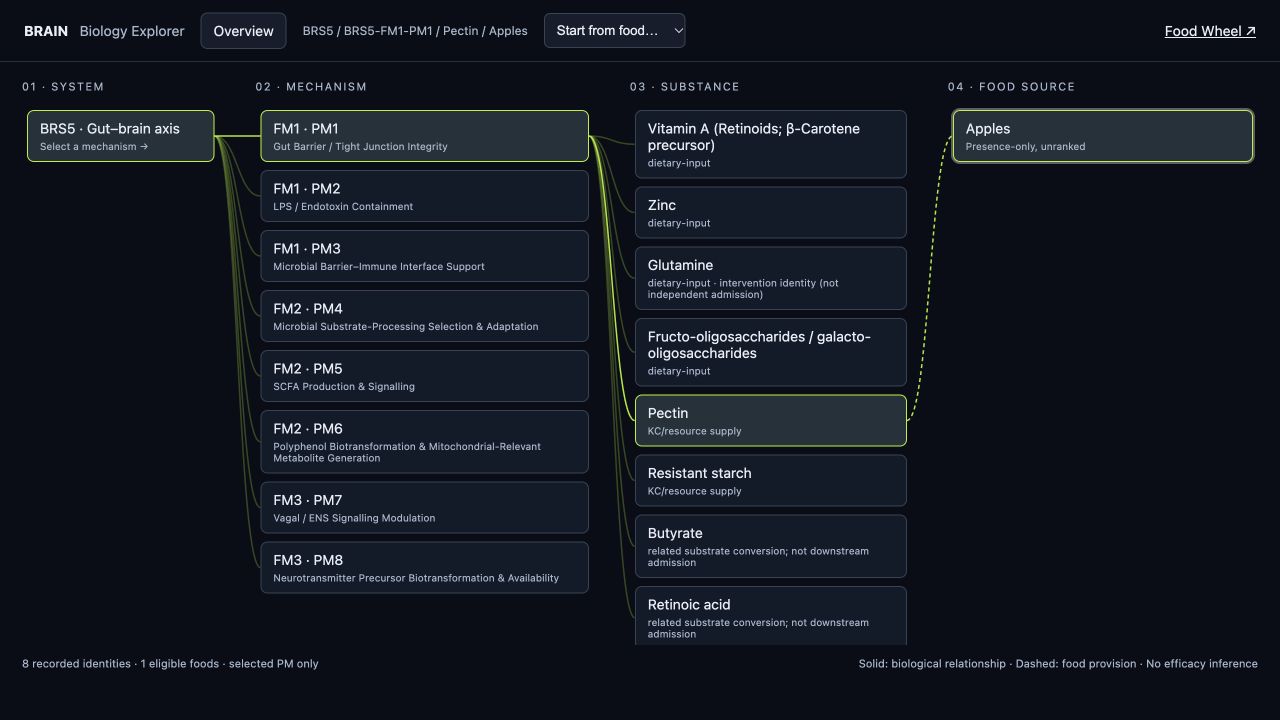 BRAIN Biology Explorer
Overview
BRS5 / BRS5-FM1-PM1 / Pectin / Apples
Start from food...
Food Wheel ↗
01 · SYSTEM
02 · MECHANISM
03 · SUBSTANCE
04 · FOOD SOURCE
BRS5 · Gut–brain axis
Select a mechanism →
FM1 · PM1
Gut Barrier / Tight Junction Integrity
FM1 · PM2
LPS / Endotoxin Containment
FM1 · PM3
Microbial Barrier–Immune Interface Support
FM2 · PM4
Microbial Substrate-Processing Selection & Adaptation
FM2 · PM5
SCFA Production & Signalling
FM2 · PM6
Polyphenol Biotransformation & Mitochondrial-Relevant
Metabolite Generation
FM3 · PM7
Vagal / ENS Signalling Modulation
FM3 · PM8
Neurotransmitter Precursor Biotransformation & Availability
Vitamin A (Retinoids; β-Carotene
precursor)
dietary-input
Zinc
dietary-input
Glutamine
dietary-input · intervention identity (not
independent admission)
Fructo-oligosaccharides / galacto-
oligosaccharides
dietary-input
Pectin
KC/resource supply
Resistant starch
KC/resource supply
Butyrate
related substrate conversion; not downstream
admission
Retinoic acid
related substrate conversion; not downstream
admission
Apples
Presence-only, unranked
8 recorded identities · 1 eligible foods · selected PM only
Solid: biological relationship · Dashed: food provision · No efficacy inference